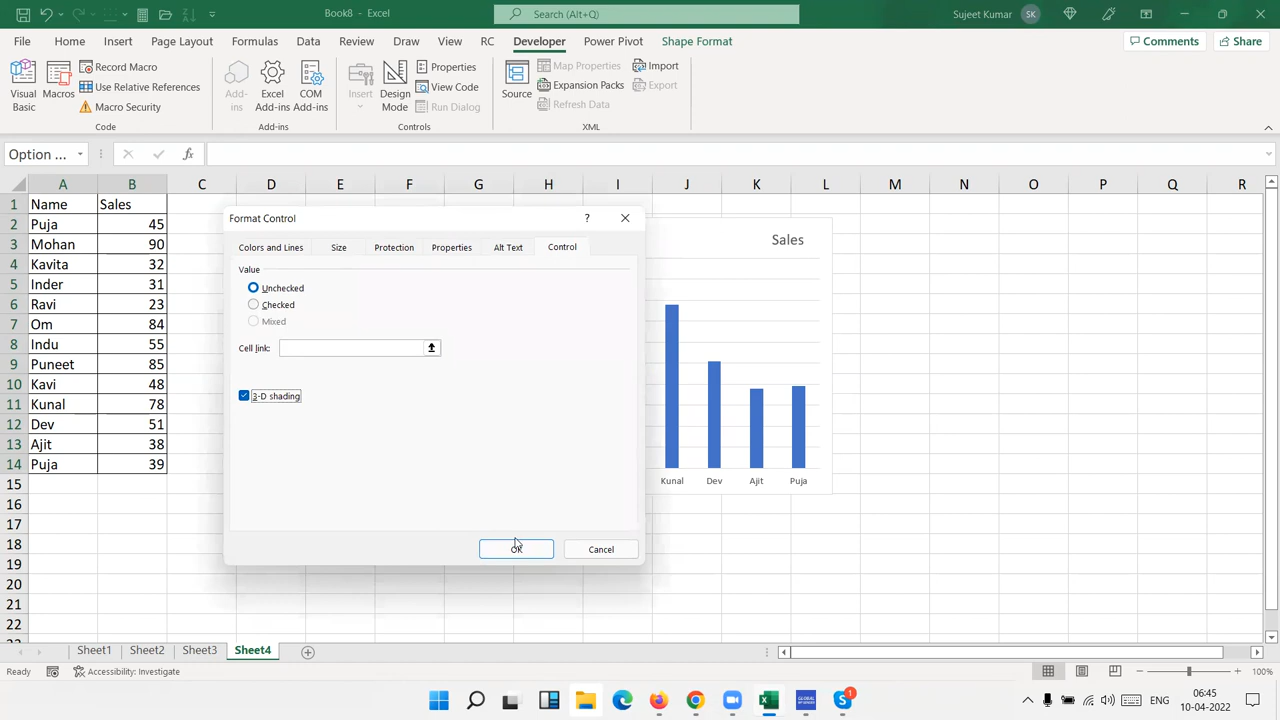 Book8 - Excel
Search (Alt+Q)
Sujeet Kumar SK
File Home Insert Page Layout Formulas Data Review Draw View RC Developer Power Pivot Shape Format
Comments Share
Visual Basic
Macros
Record Macro
Use Relative References
Macro Security
Code
Add-ins
Excel Add-ins
COM Add-ins
Add-ins
Insert
Design Mode
Properties
View Code
Run Dialog
Controls
Source
Map Properties
Expansion Packs
Refresh Data
Import
Export
XML
Option ...
fx
A B C D E F G H I J K L M N O P Q R
1 Name Sales
2 Puja 45
3 Mohan 90
4 Kavita 32
5 Inder 31
6 Ravi 23
7 Om 84
8 Indu 55
9 Puneet 85
10 Kavi 48
11 Kunal 78
12 Dev 51
13 Ajit 38
14 Puja 39
15
16
17
18
19
20
21
22
Format Control ?
Colors and Lines Size Protection Properties Alt Text Control
Value
Unchecked
Checked
Mixed
Cell link:
3-D shading
OK Cancel
Sales
Kunal Dev Ajit Puja
Sheet1 Sheet2 Sheet3 Sheet4
Ready Accessibility: Investigate
100%
GLOBAL
1
ENG
06:45
10-04-2022